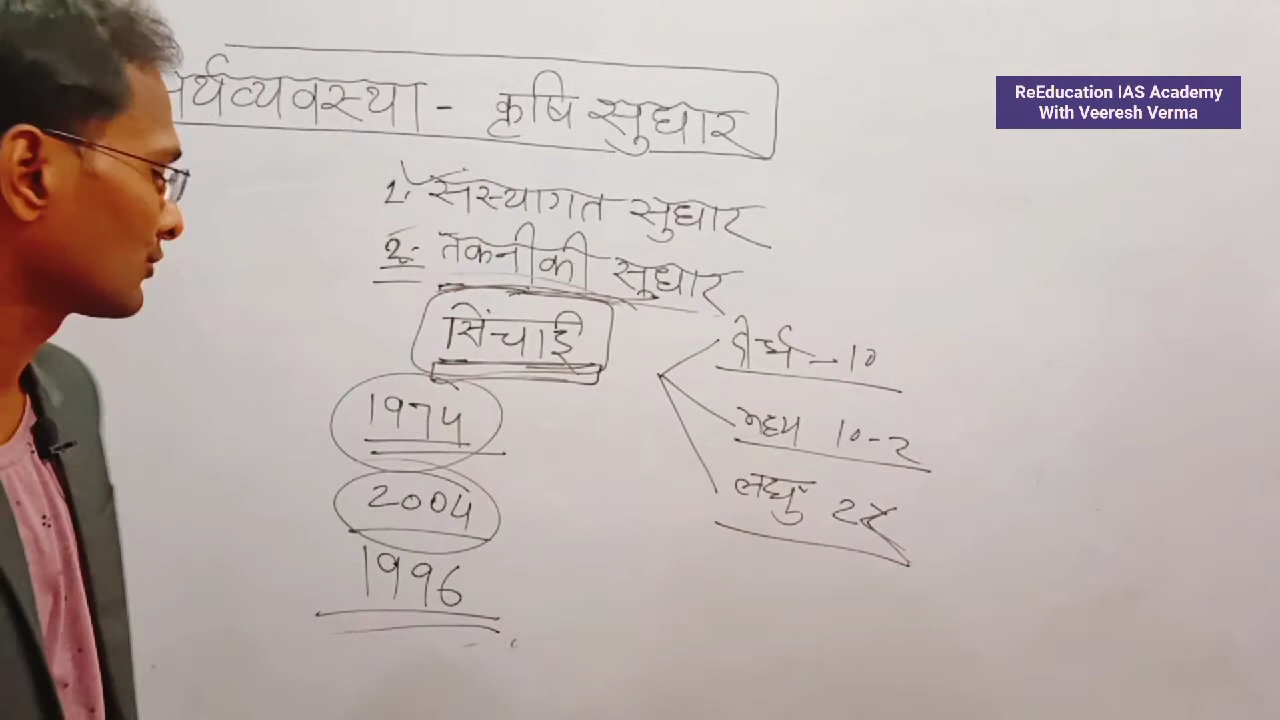 ReEducation IAS Academy
With Veeresh Verma
र्थव्यवस्था - कृषि सुधार
1. संस्थागत सुधार
2. तकनीकी सुधार
सिंचाई
1974
2004
1996
दीर्घ - 10
मध्य 10-2
लघु 2